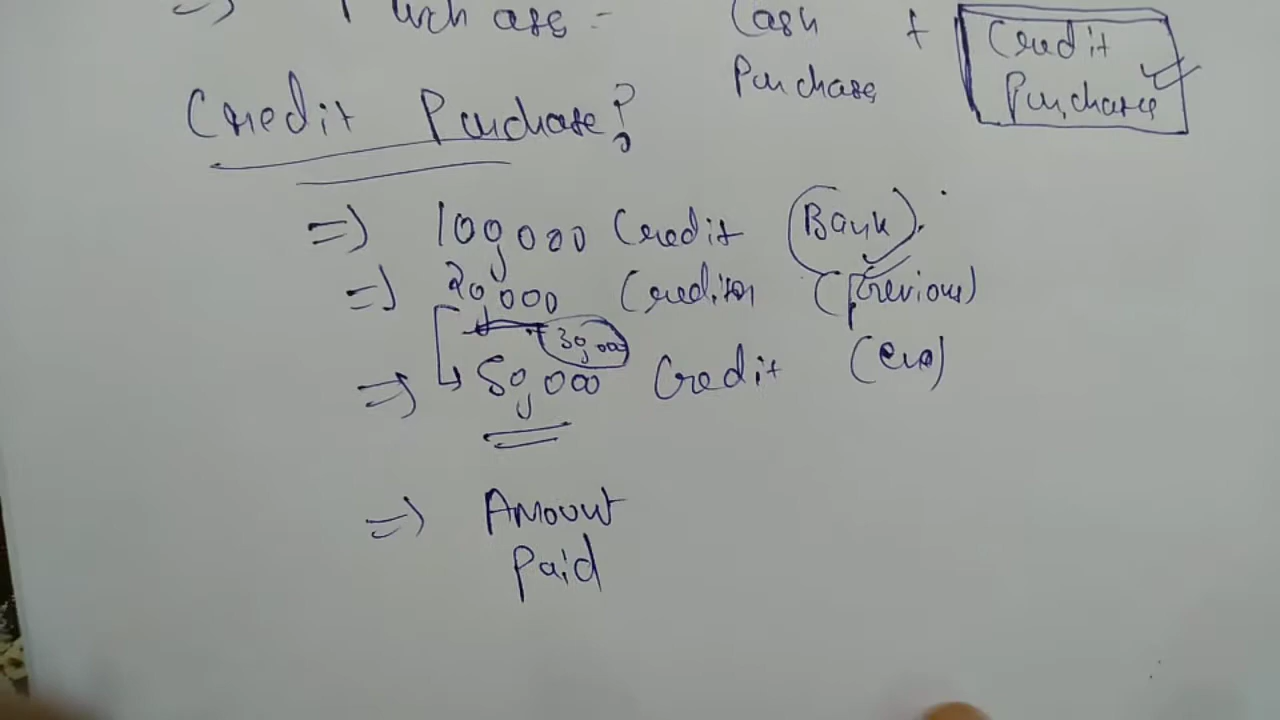 => Purchase = Cash Purchase + Credit Purchase
Credit Purchase?
=> 100,000 Credit (Bank).
=> 20,000 Creditor (previous)
+ 30,000
=> 50,000 Credit (End)
=> Amount
Paid